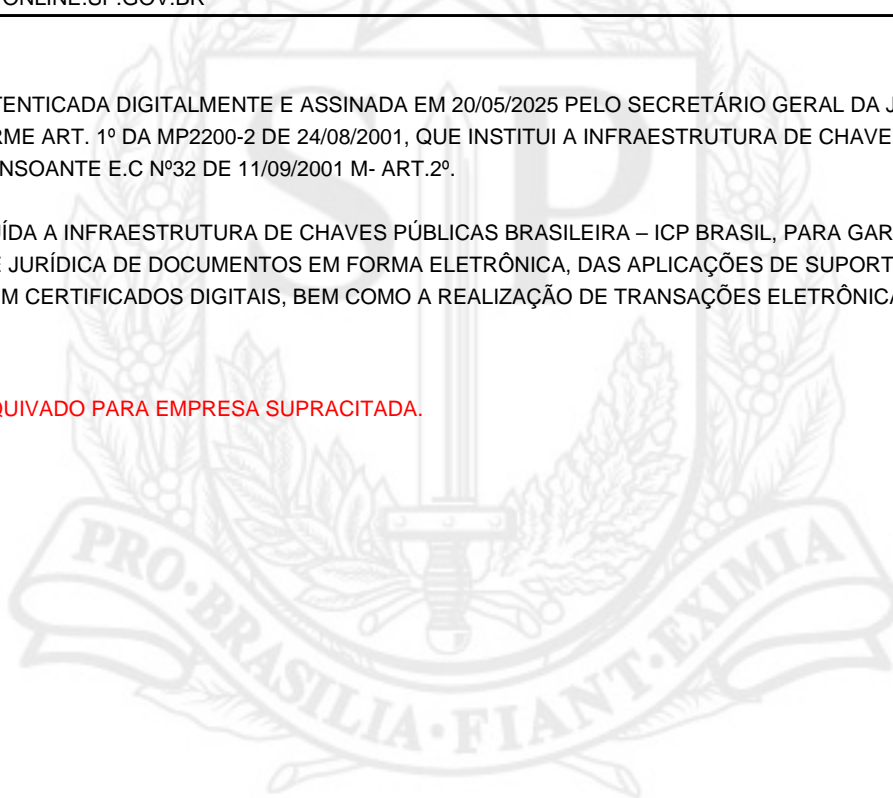 ONLINE.SP.GOV.BR
TENTICADA DIGITALMENTE E ASSINADA EM 20/05/2025 PELO SECRETÁRIO GERAL DA J
RME ART. 1º DA MP2200-2 DE 24/08/2001, QUE INSTITUI A INFRAESTRUTURA DE CHAVE
NSOANTE E.C Nº32 DE 11/09/2001 M- ART.2º.
ÍDA A INFRAESTRUTURA DE CHAVES PÚBLICAS BRASILEIRA – ICP BRASIL, PARA GAR
E JURÍDICA DE DOCUMENTOS EM FORMA ELETRÔNICA, DAS APLICAÇÕES DE SUPORT
M CERTIFICADOS DIGITAIS, BEM COMO A REALIZAÇÃO DE TRANSAÇÕES ELETRÔNICA
QUIVADO PARA EMPRESA SUPRACITADA.
SP
PRO•BRASILIA•FIANT•EXIMIA